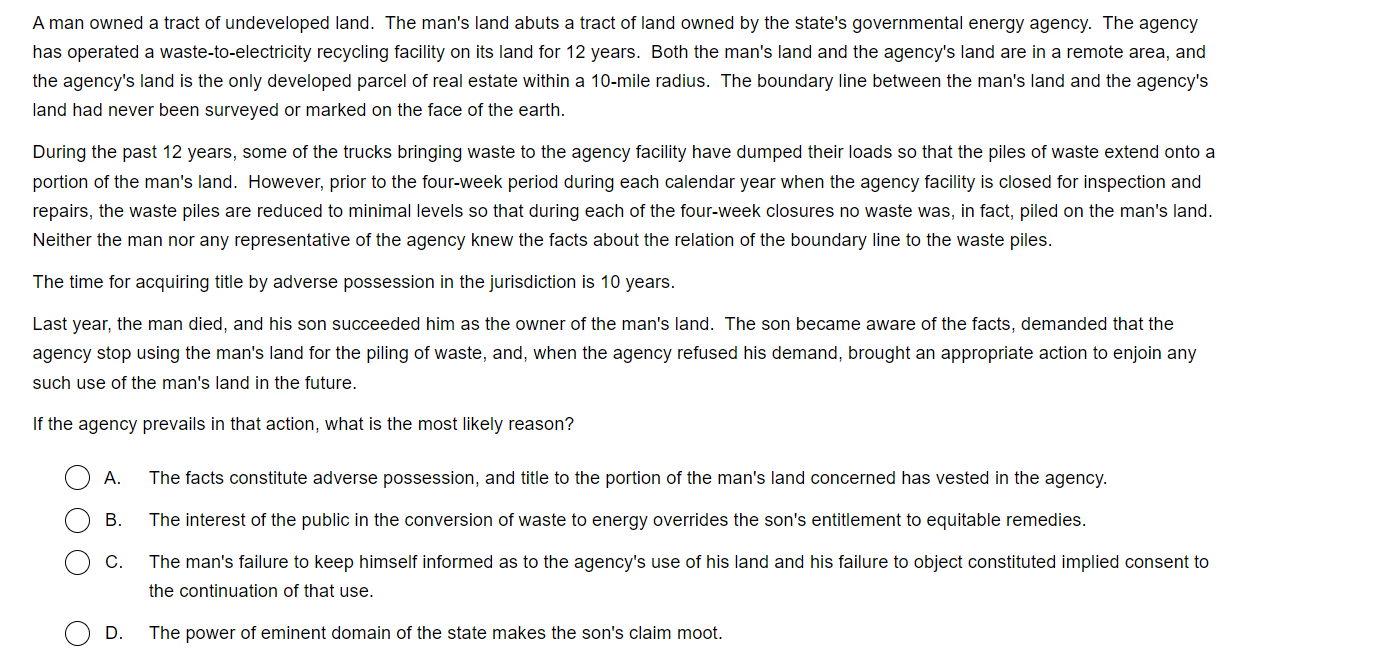 A man owned a tract of undeveloped land. The man's land abuts a tract of land owned by the state's governmental energy agency. The agency
has operated a waste-to-electricity recycling facility on its land for 12 years. Both the man's land and the agency's land are in a remote area, and
the agency's land is the only developed parcel of real estate within a 10-mile radius. The boundary line between the man's land and the agency's
land had never been surveyed or marked on the face of the earth.
During the past 12 years, some of the trucks bringing waste to the agency facility have dumped their loads so that the piles of waste extend onto a
portion of the man's land. However, prior to the four-week period during each calendar year when the agency facility is closed for inspection and
repairs, the waste piles are reduced to minimal levels so that during each of the four-week closures no waste was, in fact, piled on the man's land.
Neither the man nor any representative of the agency knew the facts about the relation of the boundary line to the waste piles.
The time for acquiring title by adverse possession in the jurisdiction is 10 years.
Last year, the man died, and his son succeeded him as the owner of the man's land. The son became aware of the facts, demanded that the
agency stop using the man's land for the piling of waste, and, when the agency refused his demand, brought an appropriate action to enjoin any
such use of the man's land in the future.
If the agency prevails in that action, what is the most likely reason?
A. The facts constitute adverse possession, and title to the portion of the man's land concerned has vested in the agency.
B. The interest of the public in the conversion of waste to energy overrides the son's entitlement to equitable remedies.
C. The man's failure to keep himself informed as to the agency's use of his land and his failure to object constituted implied consent to
the continuation of that use.
D. The power of eminent domain of the state makes the son's claim moot.